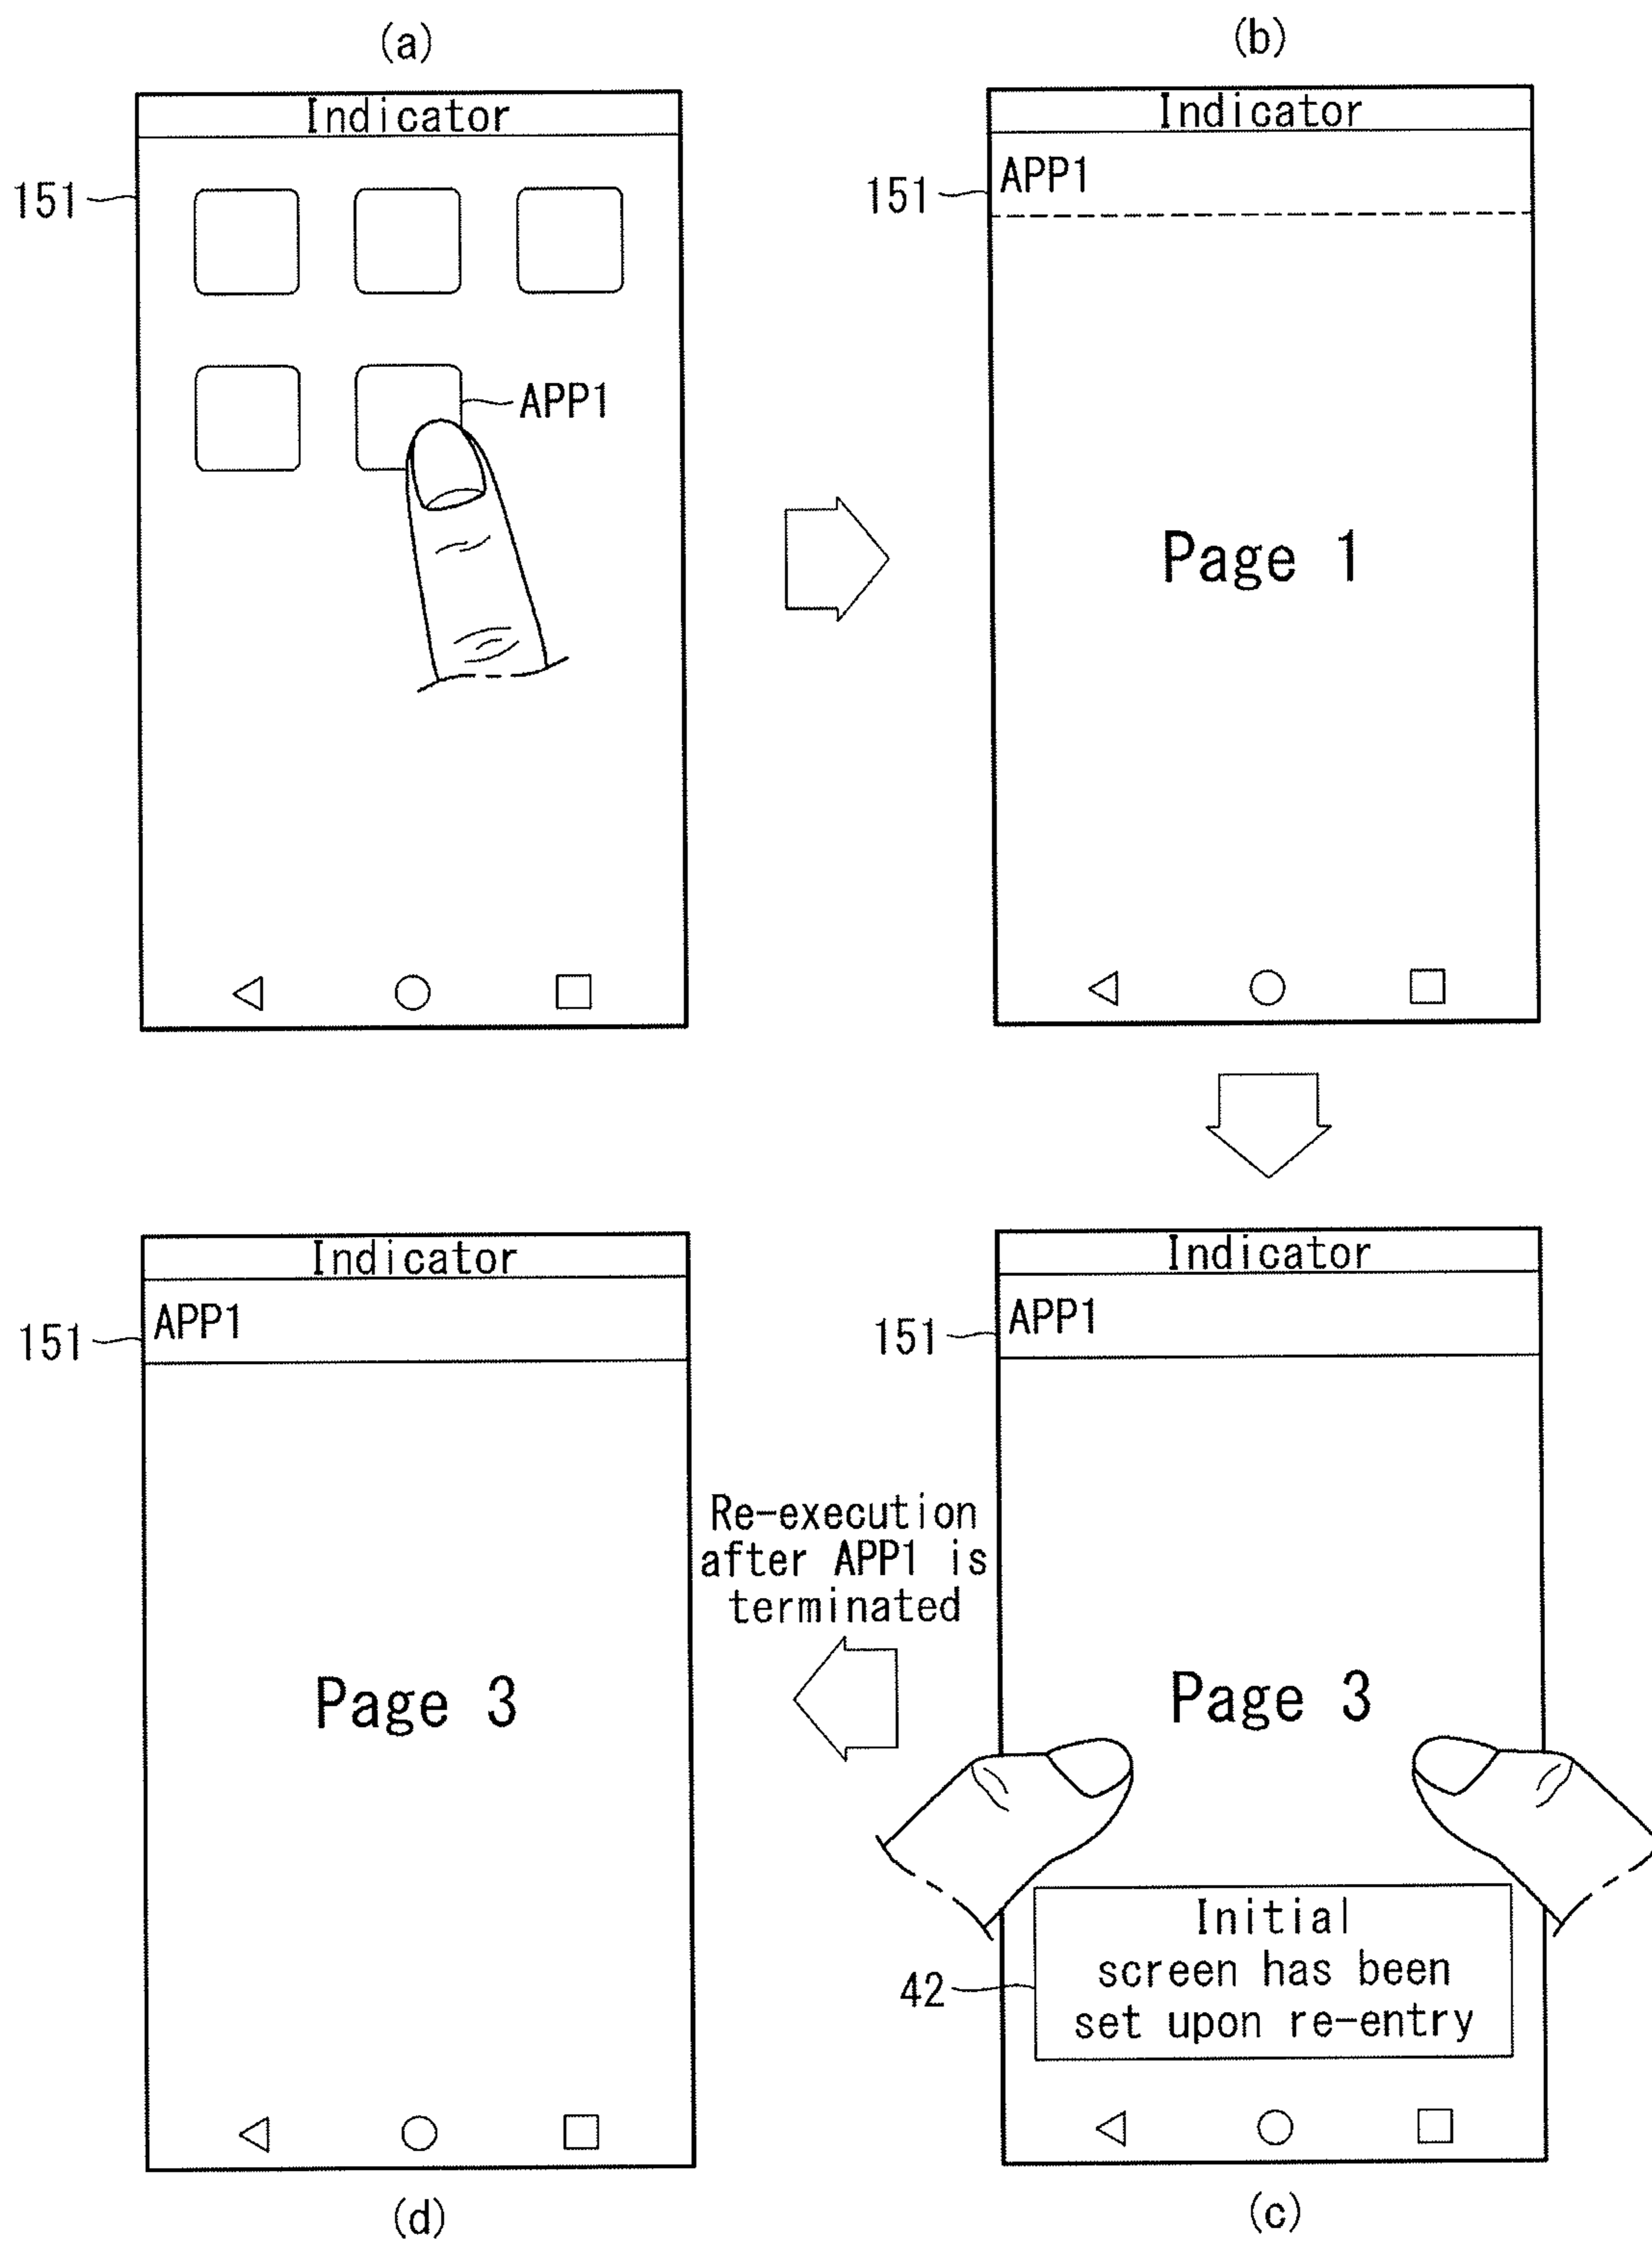 (a)
Indicator
151
APP1
(b)
Indicator
APP1
151
Page 1
Indicator
APP1
151
Page 3
(d)
Re-execution
after APP1 is
terminated
Indicator
APP1
151
Page 3
Initial
screen has been
set upon re-entry
42
(c)